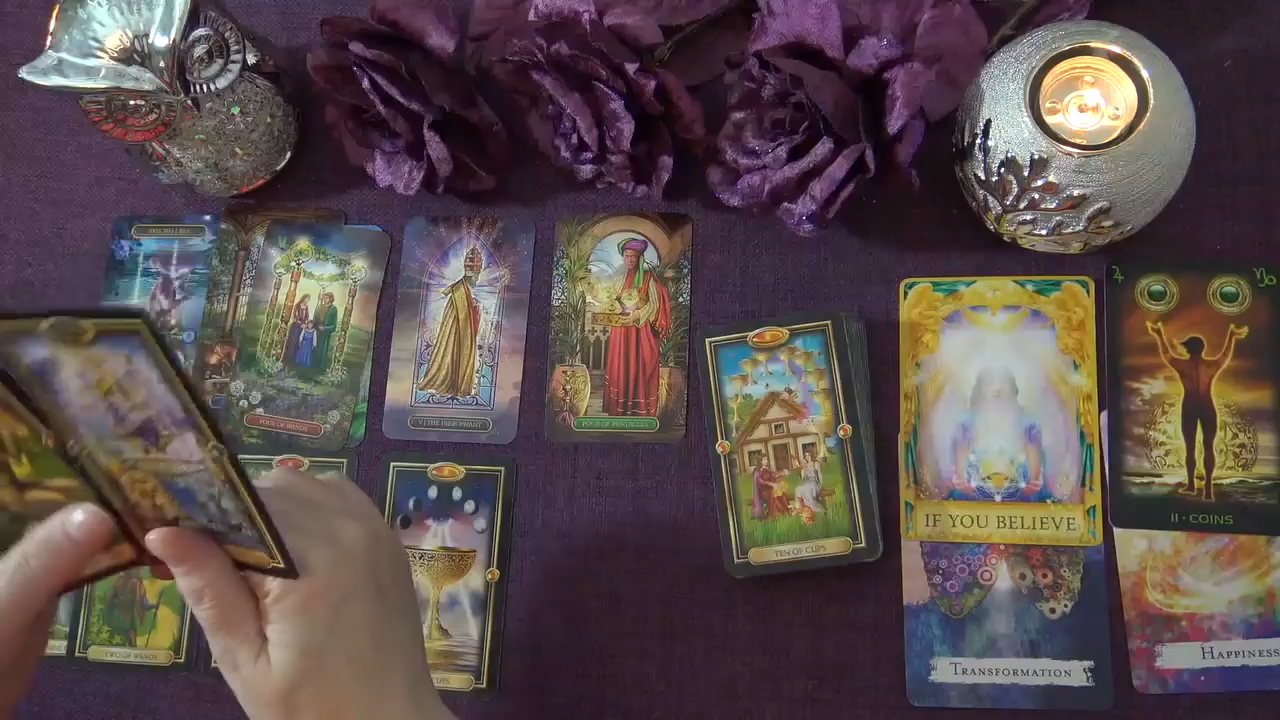 FOUR OF WANDS
V | THE HIEROPHANT
FOUR OF PENTACLES
TEN OF CUPS
IF YOU BELIEVE
II · COINS
TRANSFORMATION
HAPPINESS
TWO OF WANDS
CUPS